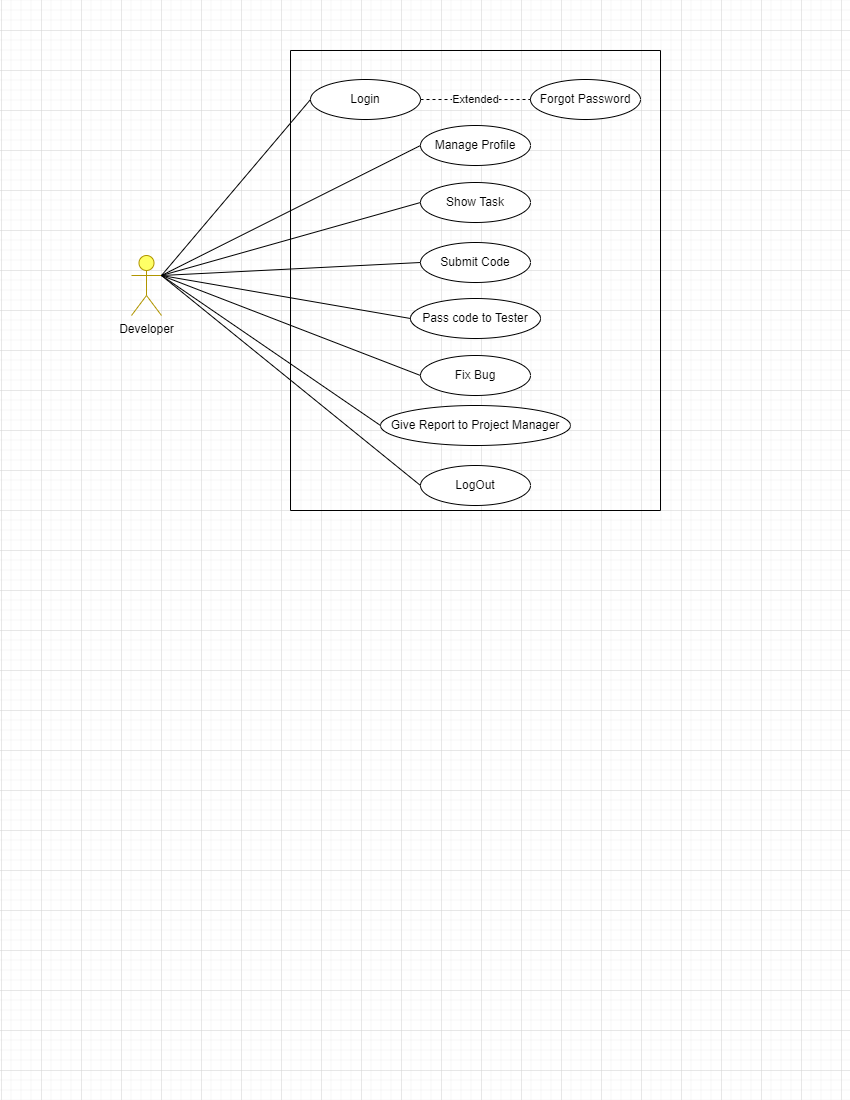 Login
Extended
Forgot Password
Manage Profile
Show Task
Submit Code
Pass code to Tester
Developer
Fix Bug
Give Report to Project Manager
LogOut